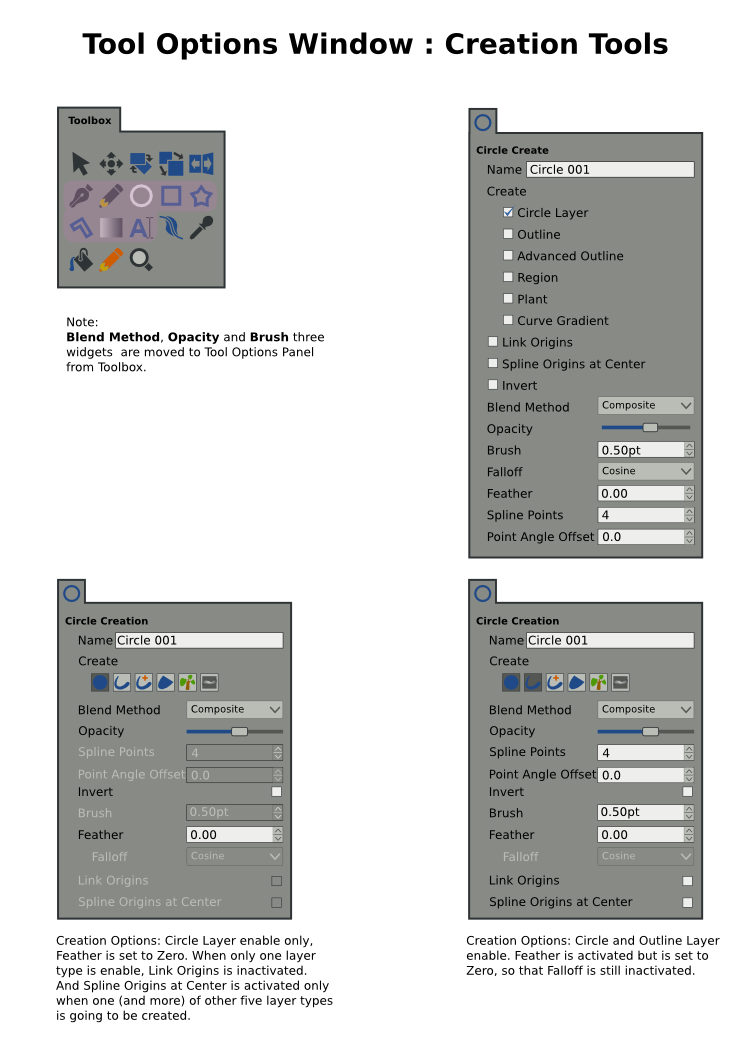 Tool Options Window : Creation Tools
Toolbox
Note:
Blend Method, Opacity and Brush three
widgets  are moved to Tool Options Panel
from Toolbox.
Circle Create
Name Circle 001
Create
Circle Layer
Outline
Advanced Outline
Region
Plant
Curve Gradient
Link Origins
Spline Origins at Center
Invert
Blend Method Composite
Opacity
Brush 0.50pt
Falloff Cosine
Feather 0.00
Spline Points 4
Point Angle Offset 0.0
Circle Creation
Name Circle 001
Create
Blend Method Composite
Opacity
Spline Points 4
Point Angle Offset 0.0
Invert
Brush 0.50pt
Feather 0.00
Falloff Cosine
Link Origins
Spline Origins at Center
Creation Options: Circle Layer enable only,
Feather is set to Zero. When only one layer
type is enable, Link Origins is inactivated.
And Spline Origins at Center is activated only
when one (and more) of other five layer types
is going to be created.
Circle Creation
Name Circle 001
Create
Blend Method Composite
Opacity
Spline Points 4
Point Angle Offset 0.0
Invert
Brush 0.50pt
Feather 0.00
Falloff Cosine
Link Origins
Spline Origins at Center
Creation Options: Circle and Outline Layer
enable. Feather is activated but is set to
Zero, so that Falloff is still inactivated.